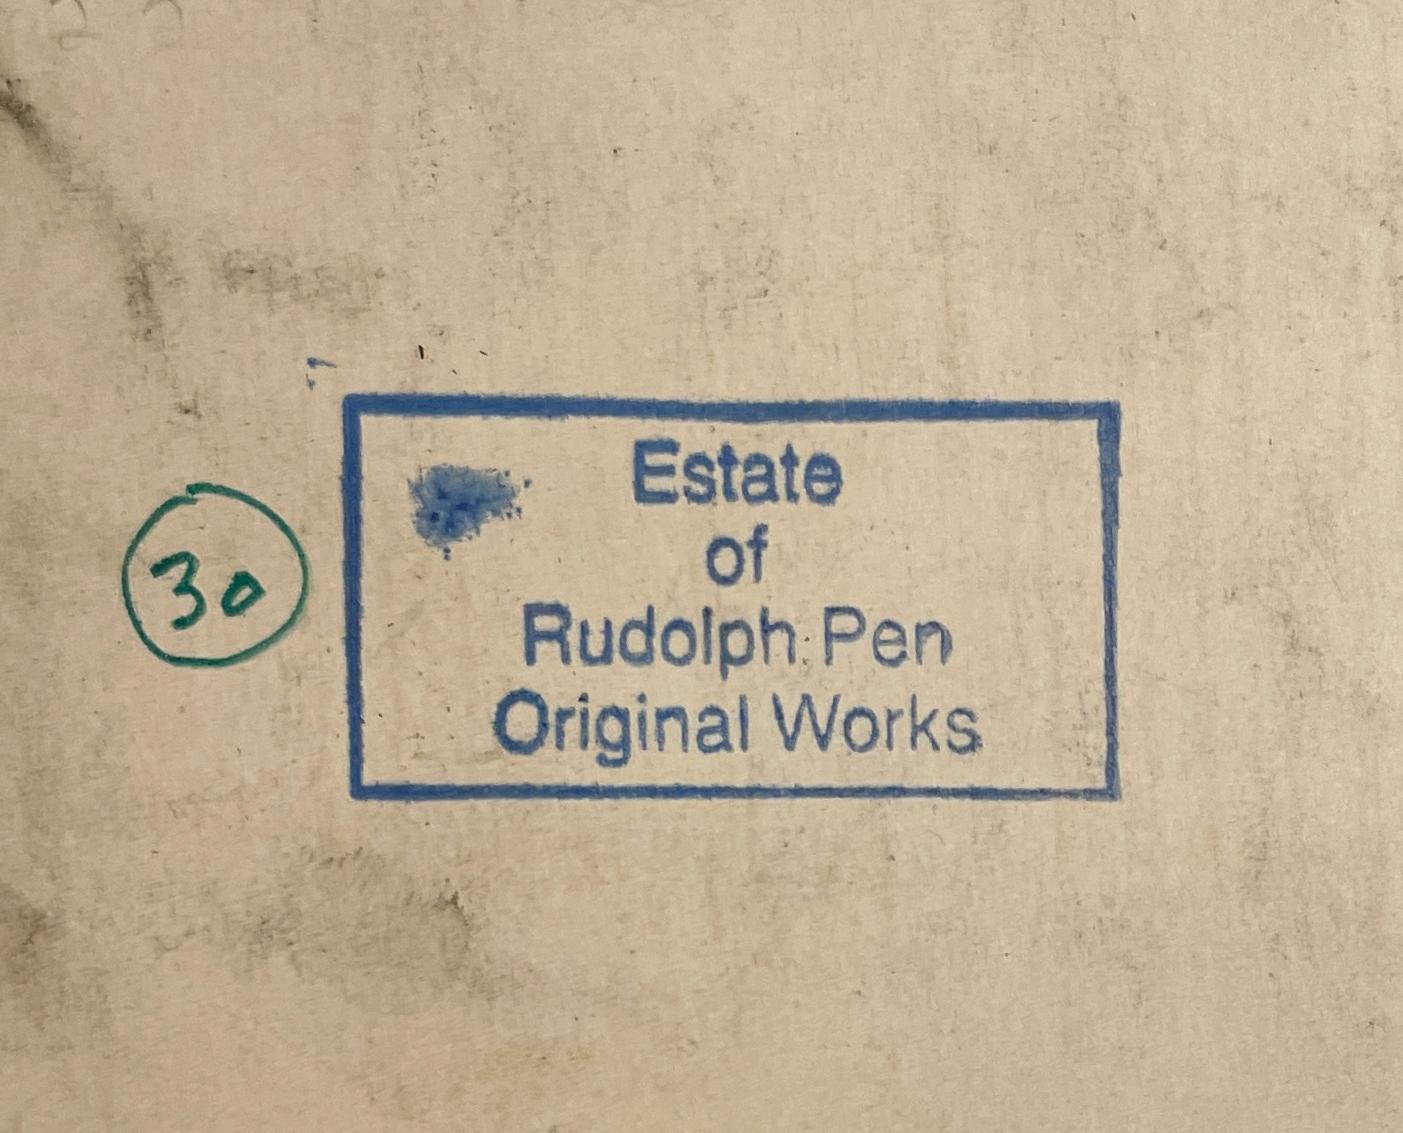 30
Estate
of
Rudolph Pen
Original Works